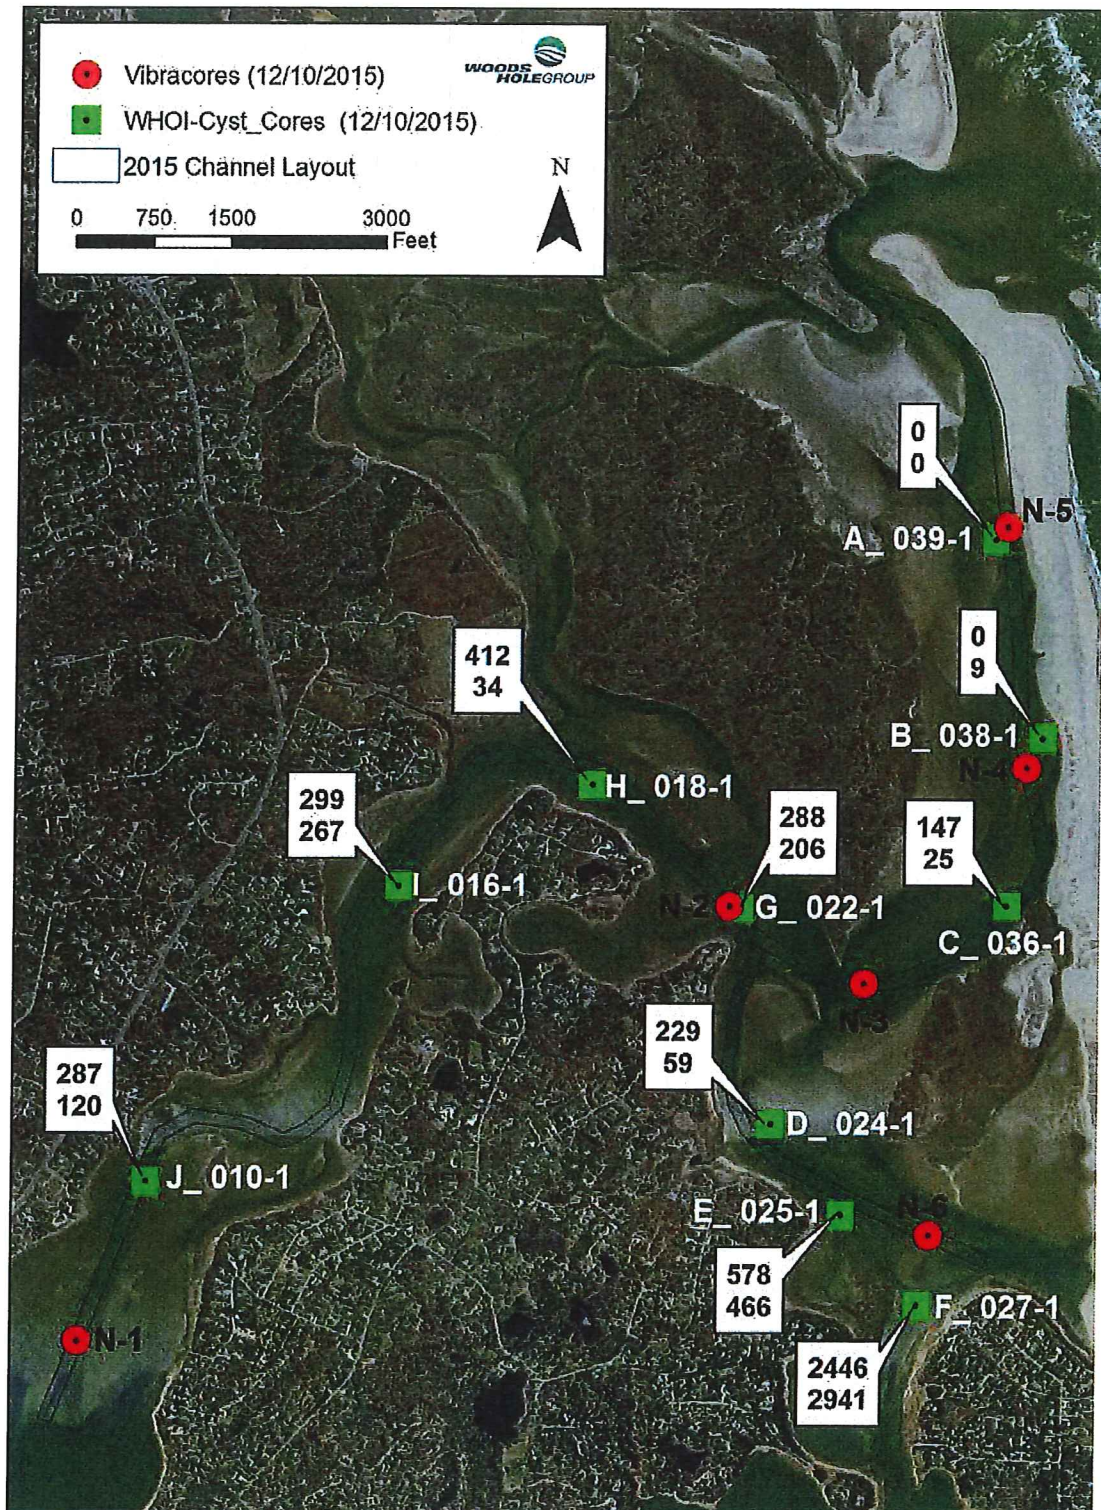 Vibracores (12/10/2015)
WOODS
HOLEGROUP
WHOI-Cyst_Cores (12/10/2015)
2015 Channel Layout
N
0 750 1500 3000
Feet
0
0
N-5
A_ 039-1
0
9
412
34
B_ 038-1
N-4
H_ 018-1
299
267
288
206
147
25
I_ 016-1
N-2
G_ 022-1
C_ 036-1
N-3
229
59
287
120
D_ 024-1
J_ 010-1
E_ 025-1
N-6
578
466
F_ 027-1
N-1
2446
2941